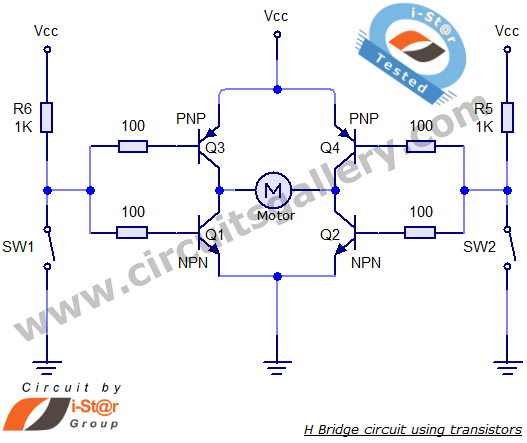 Vcc
Vcc
Vcc
i-St@r
Tested
R6
1K
R5
1K
100
PNP
PNP
100
Q3
Q4
M
Motor
100
100
SW1
Q1
Q2
SW2
NPN
NPN
www.circuitsgallery.com
Circuit by
i-St@r
Group
H Bridge circuit using transistors